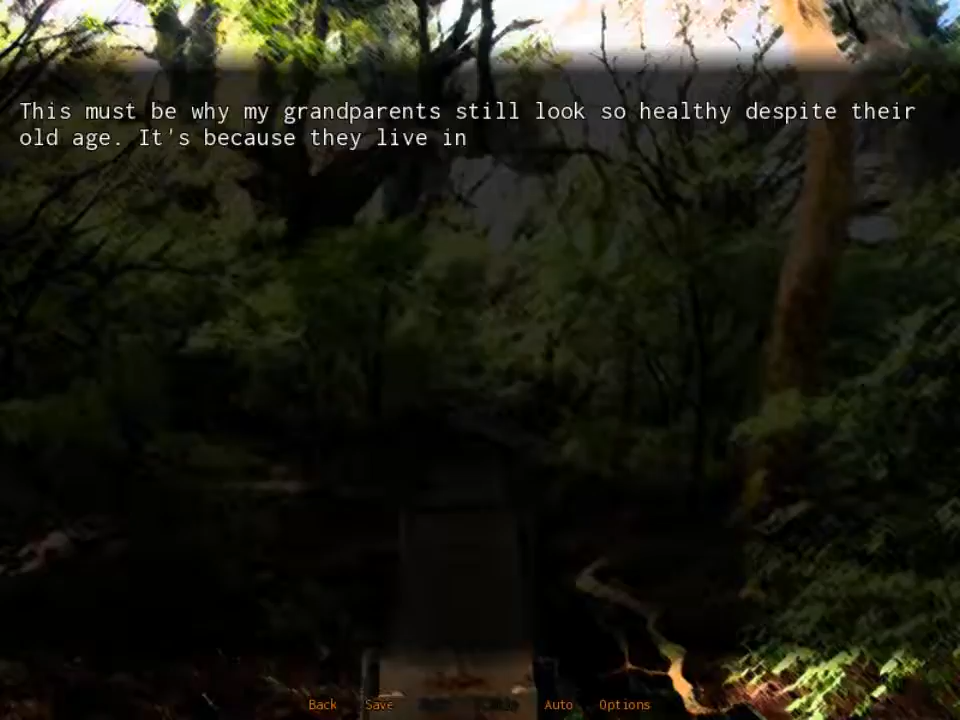 This must be why my grandparents still look so healthy despite their
old age. It's because they live in
Back Save Auto Options